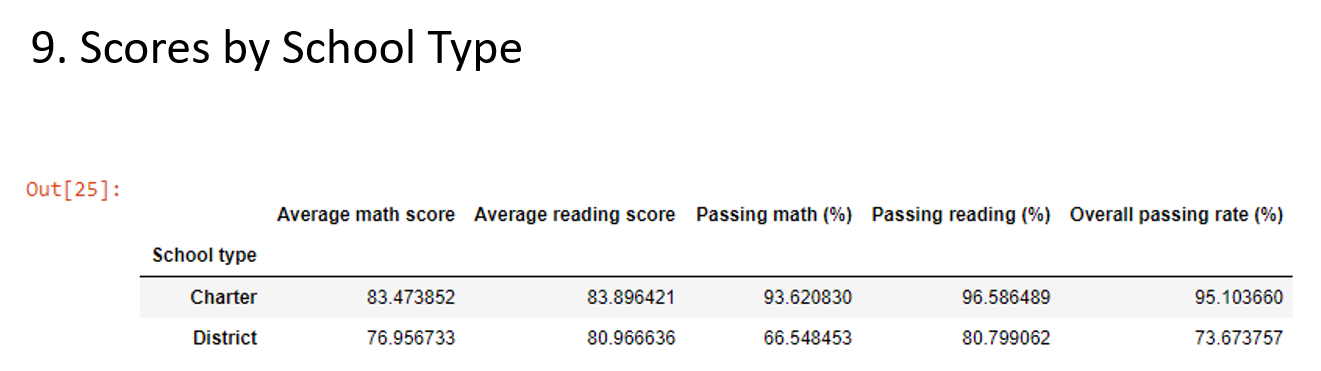 9. Scores by School Type
Out[25]:
Average math score Average reading score Passing math (%) Passing reading (%) Overall passing rate (%)
School type
Charter 83.473852 83.896421 93.620830 96.586489 95.103660
District 76.956733 80.966636 66.548453 80.799062 73.673757